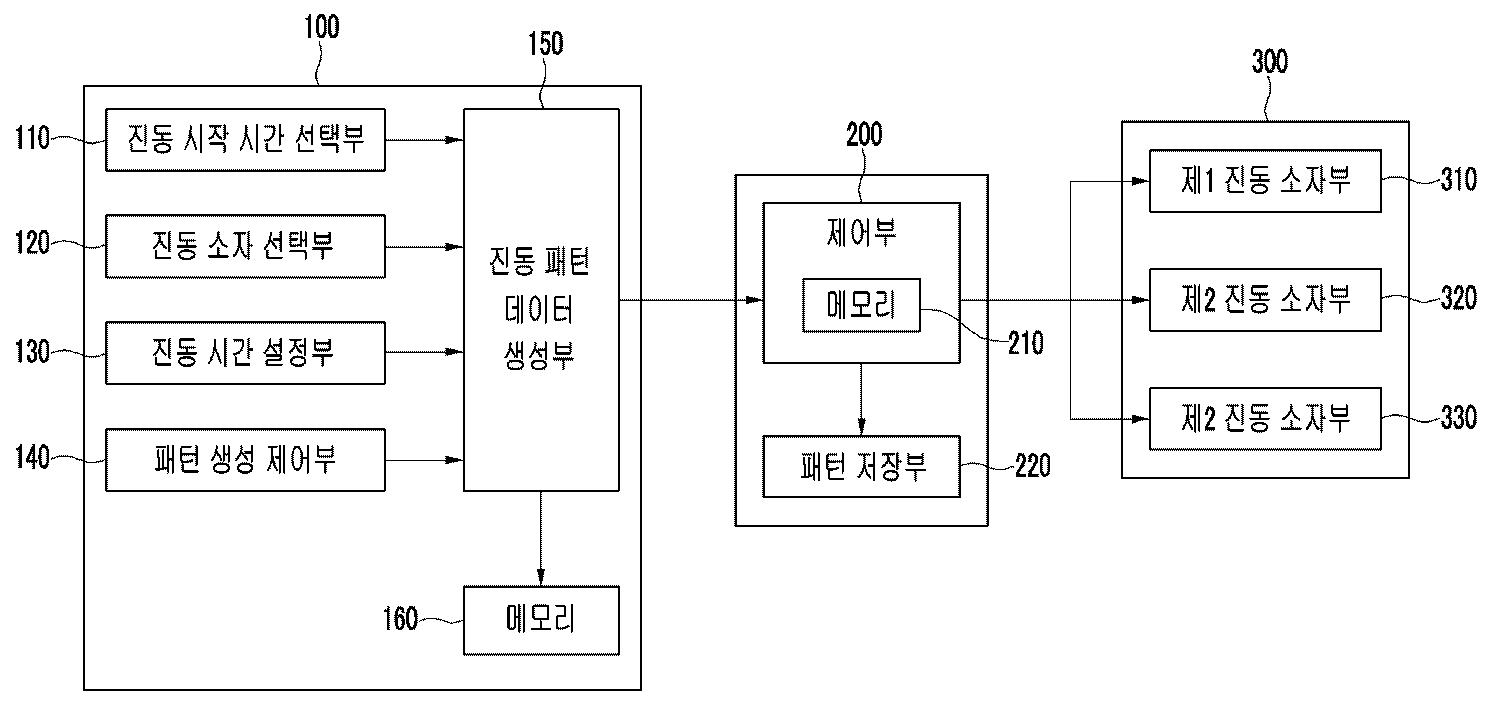 100
150
300
110
진동 시작 시간 선택부
200
제1 진동 소자부
310
120
진동 소자 선택부
제어부
진동 패턴
데이터
생성부
메모리
210
제2 진동 소자부
320
130
진동 시간 설정부
제2 진동 소자부
330
140
패턴 생성 제어부
패턴 저장부
220
160
메모리